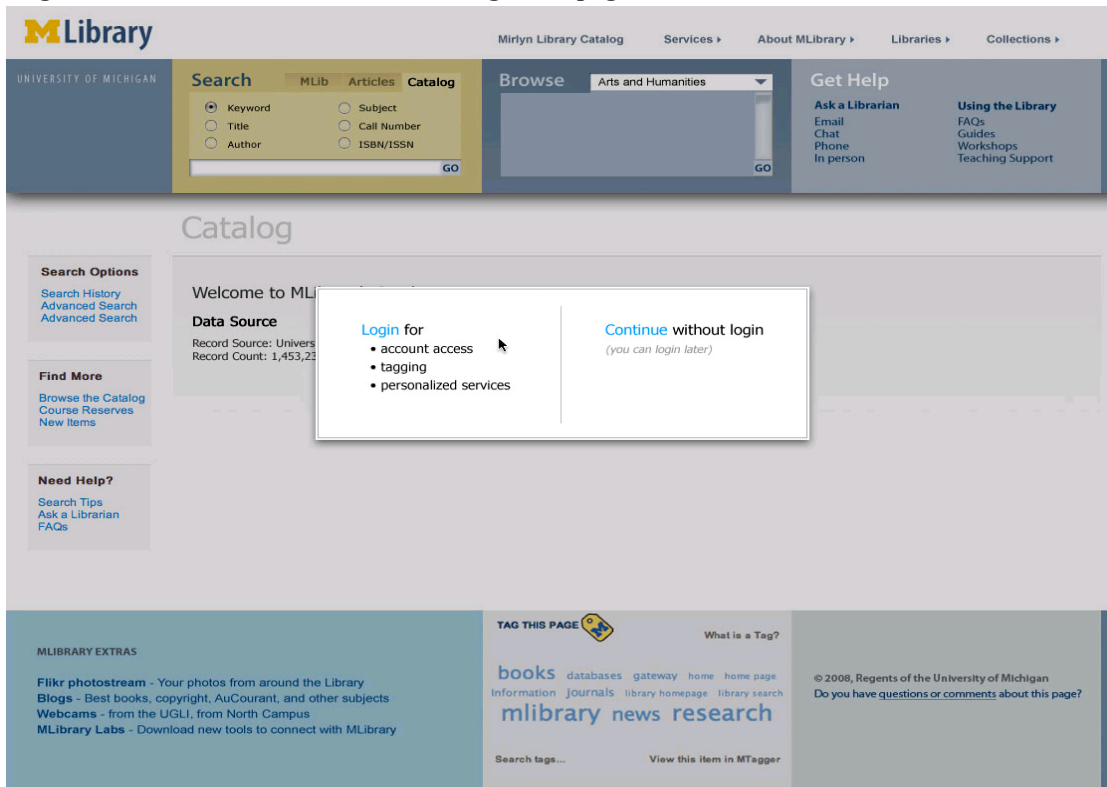 MLibrary
Mirlyn Library Catalog Services About MLibrary Libraries Collections
UNIVERSITY OF MICHIGAN
Search MLib Articles Catalog
Keyword Subject
Title Call Number
Author ISBN/ISSN
GO
Browse Arts and Humanities
GO
Get Help
Ask a Librarian
Email
Chat
Phone
In person
Using the Library
FAQs
Guides
Workshops
Teaching Support
Catalog
Search Options
Search History
Advanced Search
Advanced Search
Find More
Browse the Catalog
Course Reserves
New Items
Need Help?
Search Tips
Ask a Librarian
FAQs
Welcome to
Data Source
Record Source:
Record Count:
Login for
• account access
• tagging
• personalized services
Continue without login
(you can login later)
MLIBRARY EXTRAS
Flikr photostream - Your photos from around the Library
Blogs - Best books, copyright, AuCourant, and other subjects
Webcams - from the UGLI, from North Campus
MLibrary Labs - Download new tools to connect with MLibrary
TAG THIS PAGE
What is a Tag?
books databases gateway home home page
information journals library homepage library search
mlibrary news research
Search tags... View this item in MTagger
© 2008, Regents of the University of Michigan
Do you have questions or comments about this page?